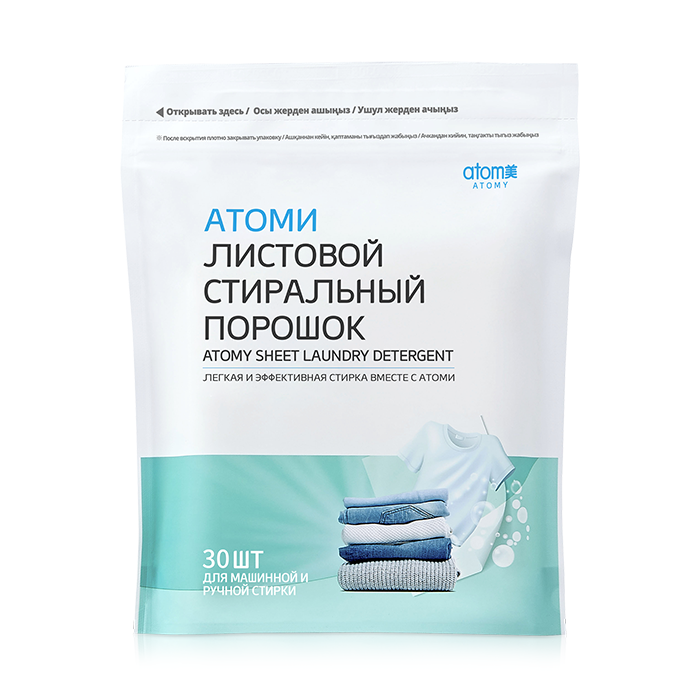 ◀ Открывать здесь / Осы жерден ашыңыз / Ушул жерден ачыңыз
※ После вскрытия плотно закрывать упаковку / Ашқаннан кейін, қаптаманы тығыздап жабыңыз / Ачкандан кийин, таңгакты тыгыз жабыңыз
atom美
ATOMY
АТОМИ
ЛИСТОВОЙ
СТИРАЛЬНЫЙ
ПОРОШОК
ATOMY SHEET LAUNDRY DETERGENT
ЛЕГКАЯ И ЭФФЕКТИВНАЯ СТИРКА ВМЕСТЕ С АТОМИ
30 ШТ
ДЛЯ МАШИННОЙ И
РУЧНОЙ СТИРКИ